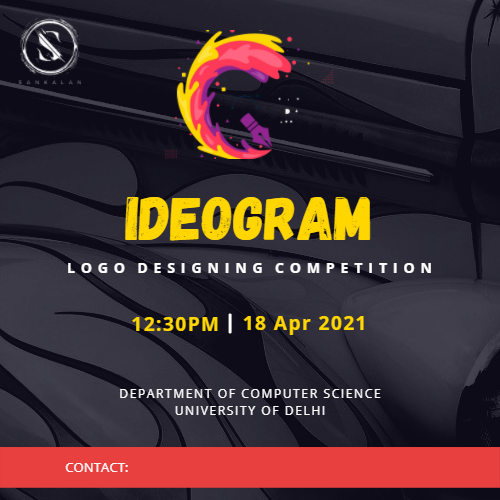 S
SANKALAN
IDEOGRAM
LOGO DESIGNING COMPETITION
12:30PM | 18 Apr 2021
DEPARTMENT OF COMPUTER SCIENCE
UNIVERSITY OF DELHI
CONTACT: